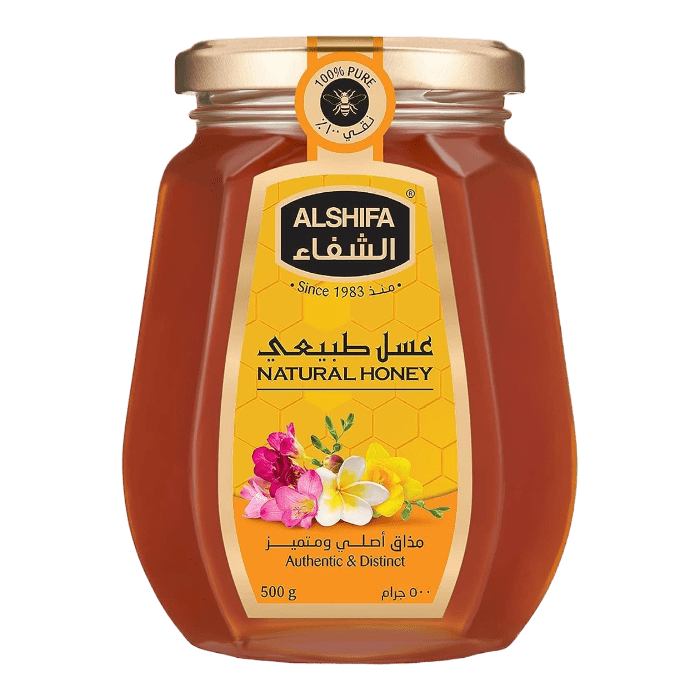 100% PURE
نقي ١٠٠٪
ALSHIFA®
الشفاء
• Since 1983 منذ •
عسل طبيعي
NATURAL HONEY
مذاق أصلي ومتميز
Authentic & Distinct
500 g ٥٠٠ جرام